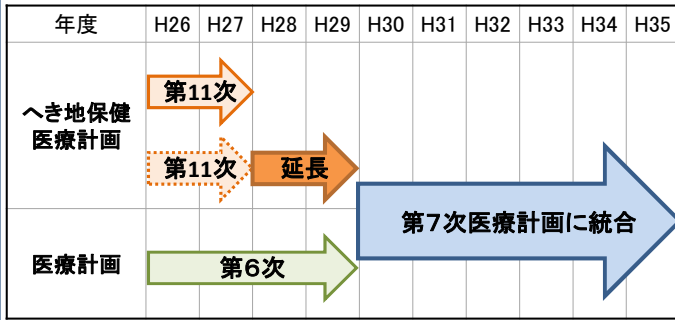 年度 H26 H27 H28 H29 H30 H31 H32 H33 H34 H35
へき地保健
医療計画
第11次
第11次 延長
第7次医療計画に統合
医療計画
第6次